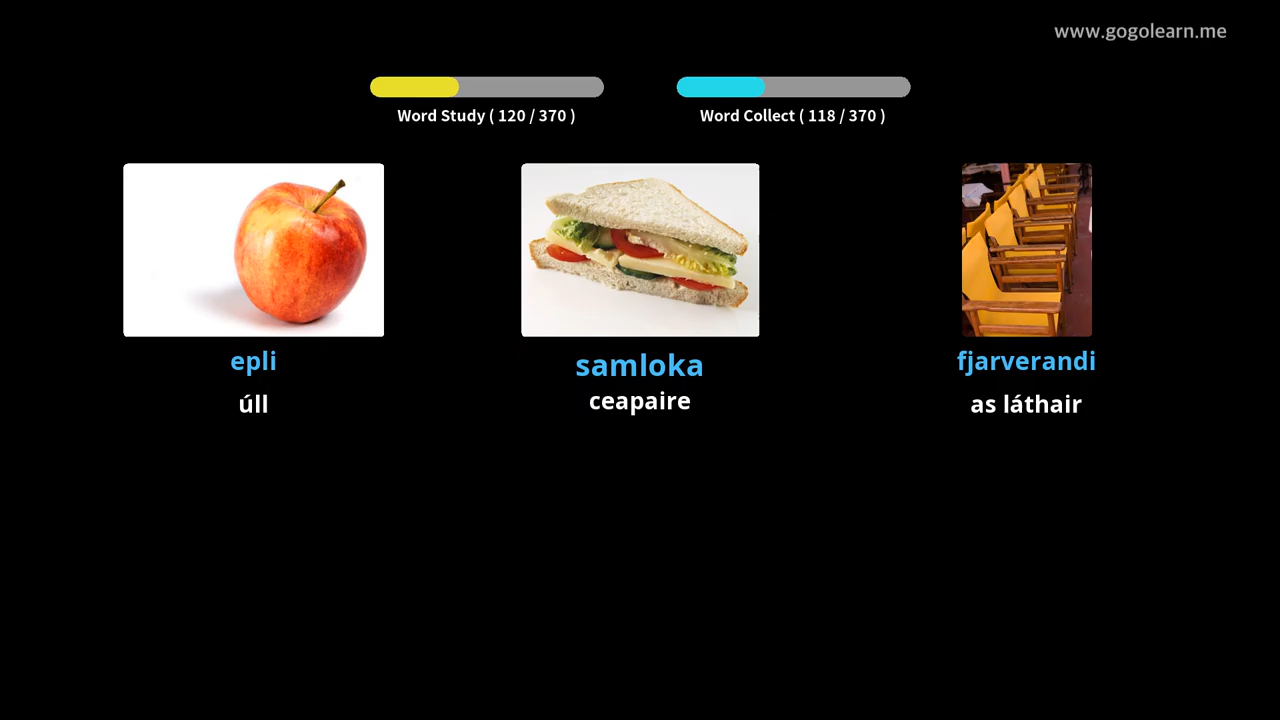 www.gogolearn.me
Word Study ( 120 / 370 )
Word Collect ( 118 / 370 )
epli
úll
samloka
ceapaire
fjarverandi
as láthair